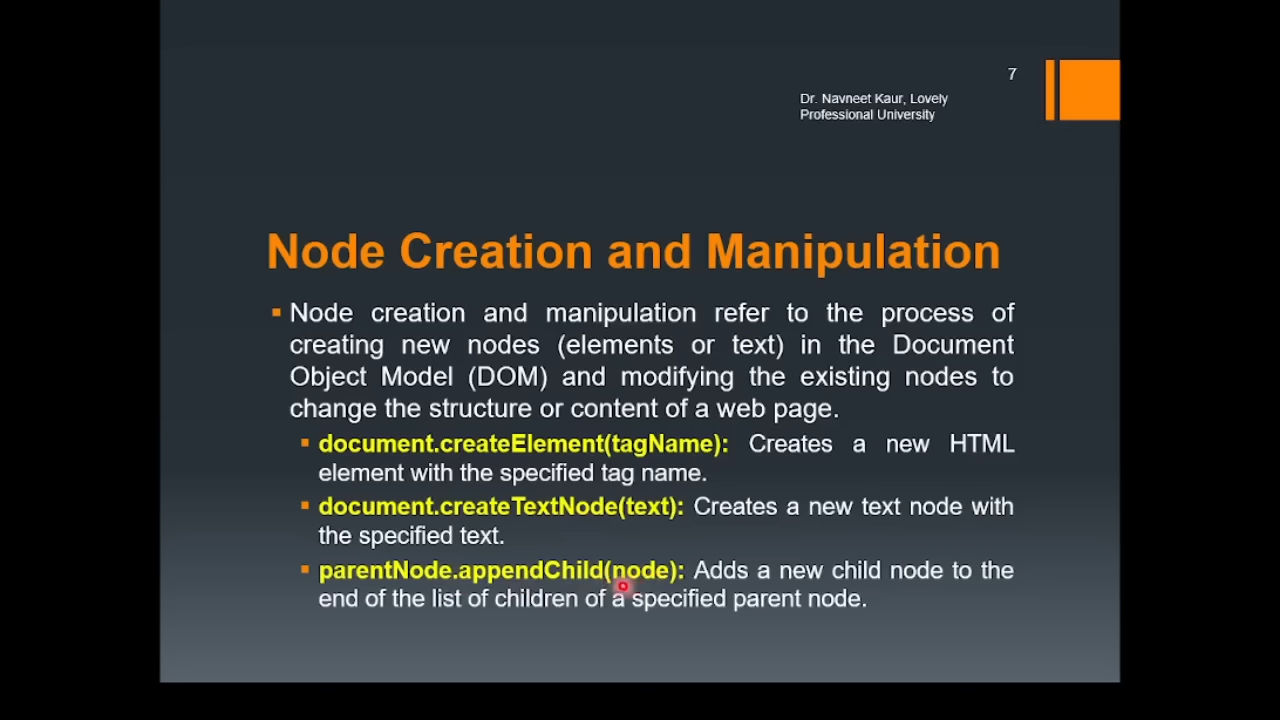 7
Dr. Navneet Kaur, Lovely
Professional University
Node Creation and Manipulation
Node creation and manipulation refer to the process of
creating new nodes (elements or text) in the Document
Object Model (DOM) and modifying the existing nodes to
change the structure or content of a web page.
document.createElement(tagName): Creates a new HTML
element with the specified tag name.
document.createTextNode(text): Creates a new text node with
the specified text.
parentNode.appendChild(node): Adds a new child node to the
end of the list of children of a specified parent node.